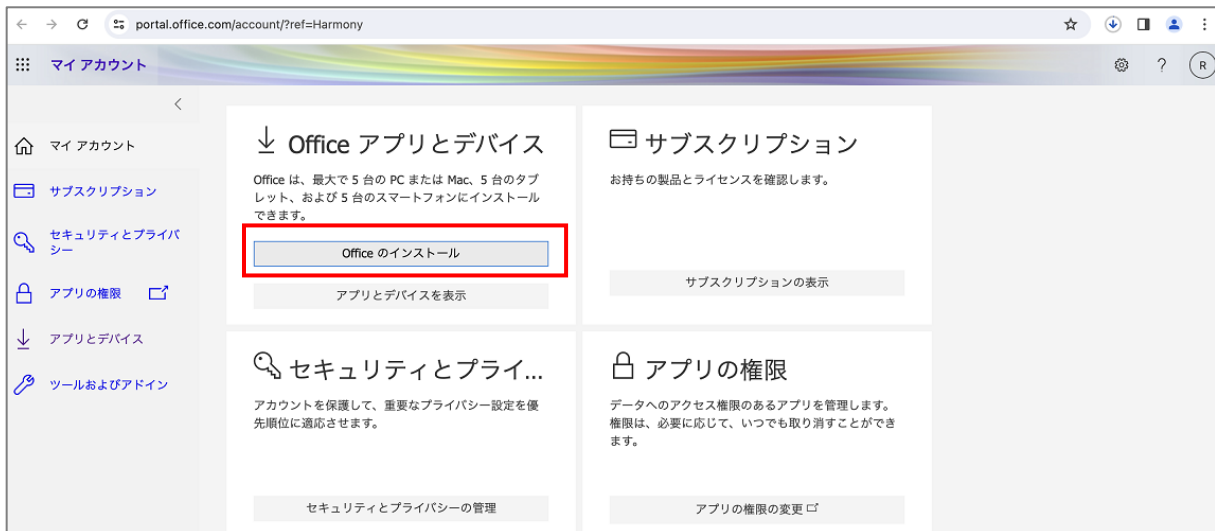 portal.office.com/account/?ref=Harmony
マイ アカウント
?
R
マイ アカウント
サブスクリプション
セキュリティとプライバ
シー
アプリの権限
アプリとデバイス
ツールおよびアドイン
Office アプリとデバイス
Office は、最大で 5 台の PC または Mac、5 台のタブ
レット、および 5 台のスマートフォンにインストール
できます。
Office のインストール
アプリとデバイスを表示
サブスクリプション
お持ちの製品とライセンスを確認します。
サブスクリプションの表示
セキュリティとプライ...
アカウントを保護して、重要なプライバシー設定を優
先順位に適応させます。
セキュリティとプライバシーの管理
アプリの権限
データへのアクセス権限のあるアプリを管理します。
権限は、必要に応じて、いつでも取り消すことができ
ます。
アプリの権限の変更